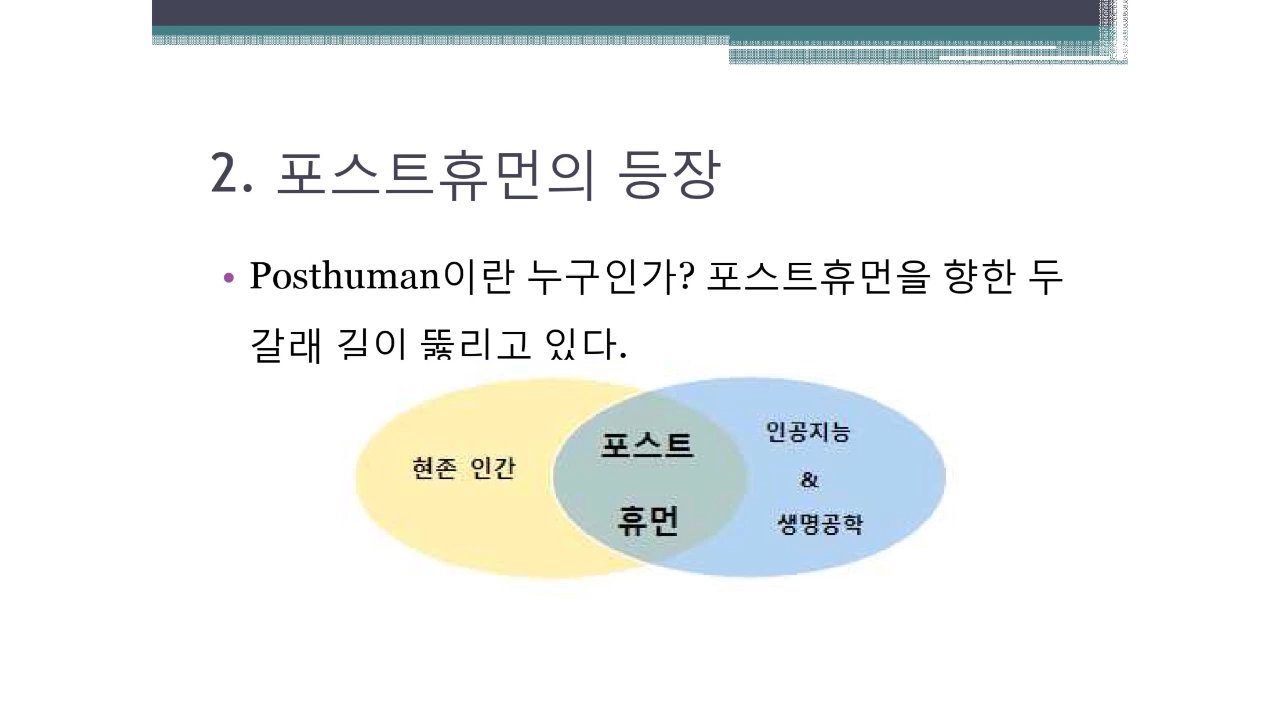 2. 포스트휴먼의 등장
• Posthuman이란 누구인가? 포스트휴먼을 향한 두
갈래 길이 뚫리고 있다.
현존 인간
포스트
휴먼
인공지능
&
생명공학